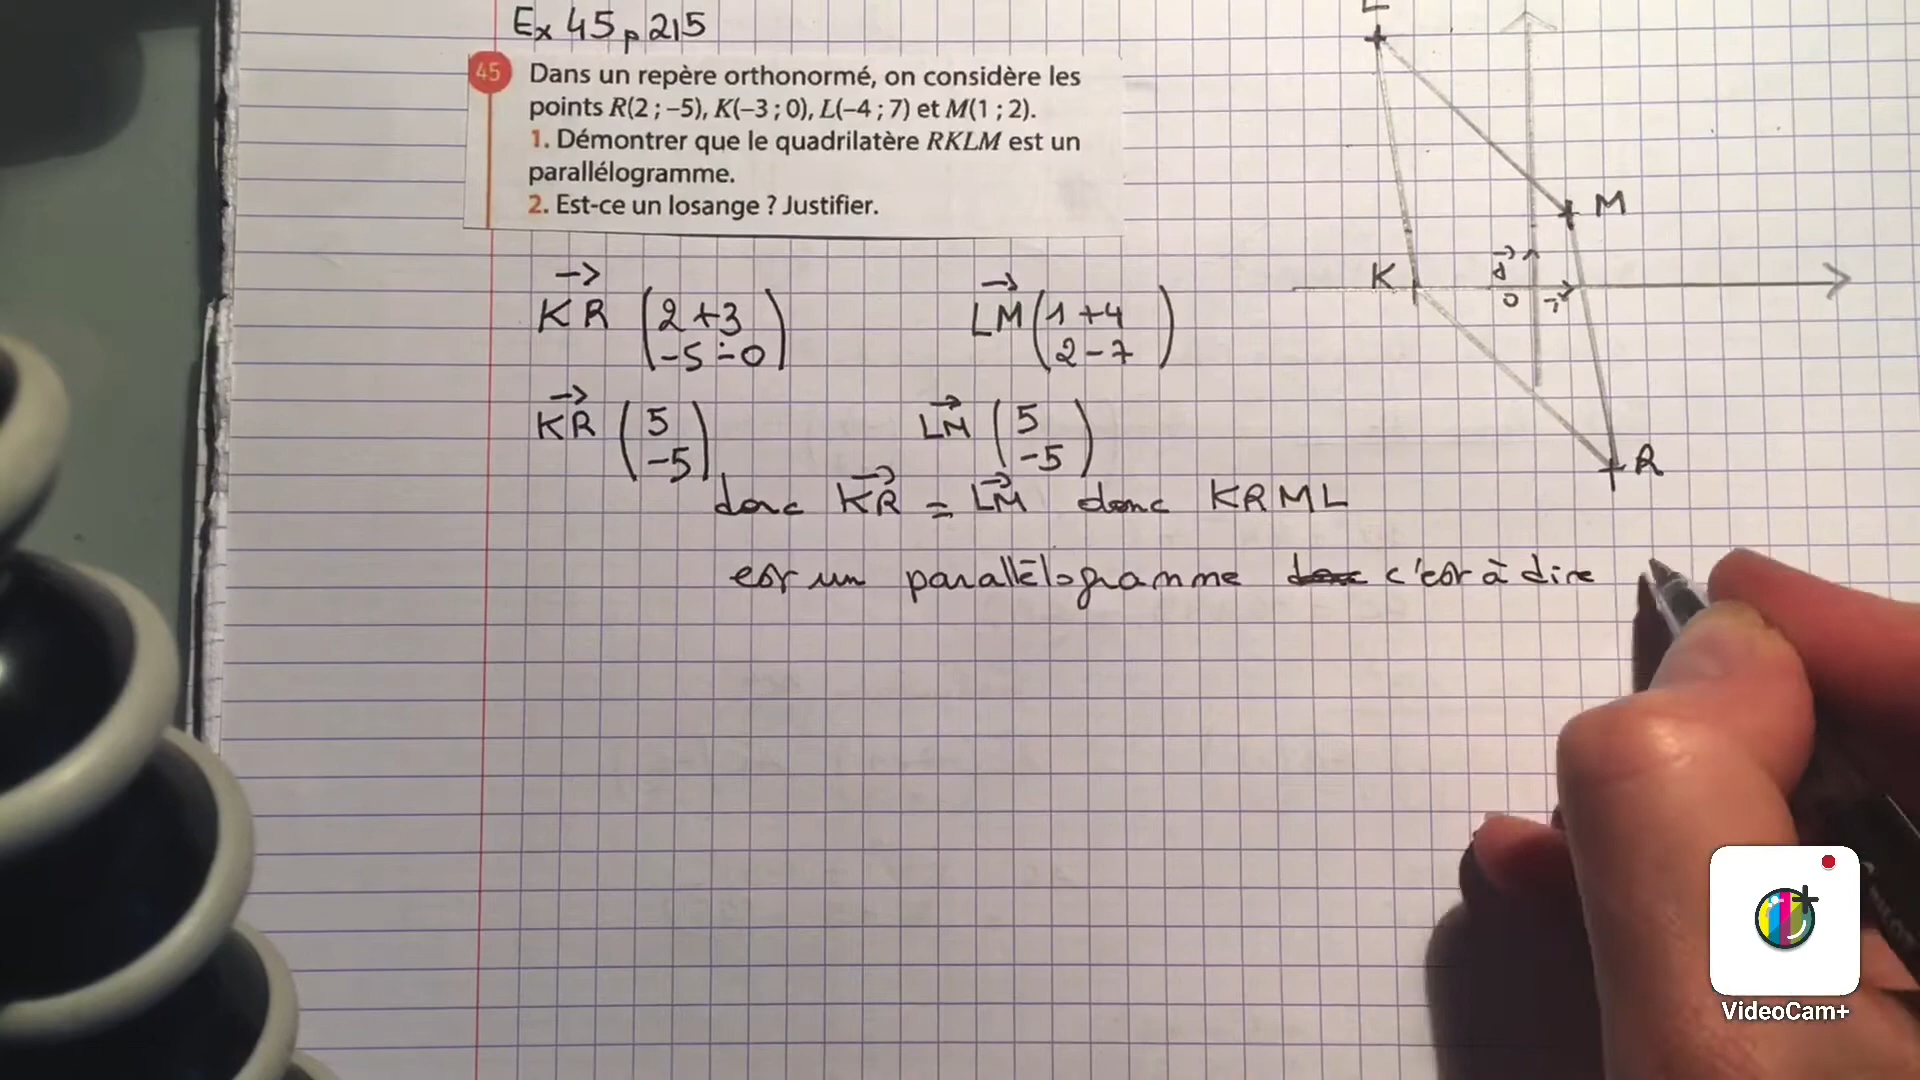 Ex 45 p 215
45 Dans un repère orthonormé, on considère les
points R(2 ; –5), K(–3 ; 0), L(–4 ; 7) et M(1 ; 2).
1. Démontrer que le quadrilatère RKLM est un
parallélogramme.
2. Est-ce un losange ? Justifier.
KR (2+3
-5-0)
LM (1+4
2-7)
KR (5
-5)
LM (5
-5)
donc KR = LM donc KRML
est un parallélogramme c'est à dire
M
K
O
R
VideoCam+